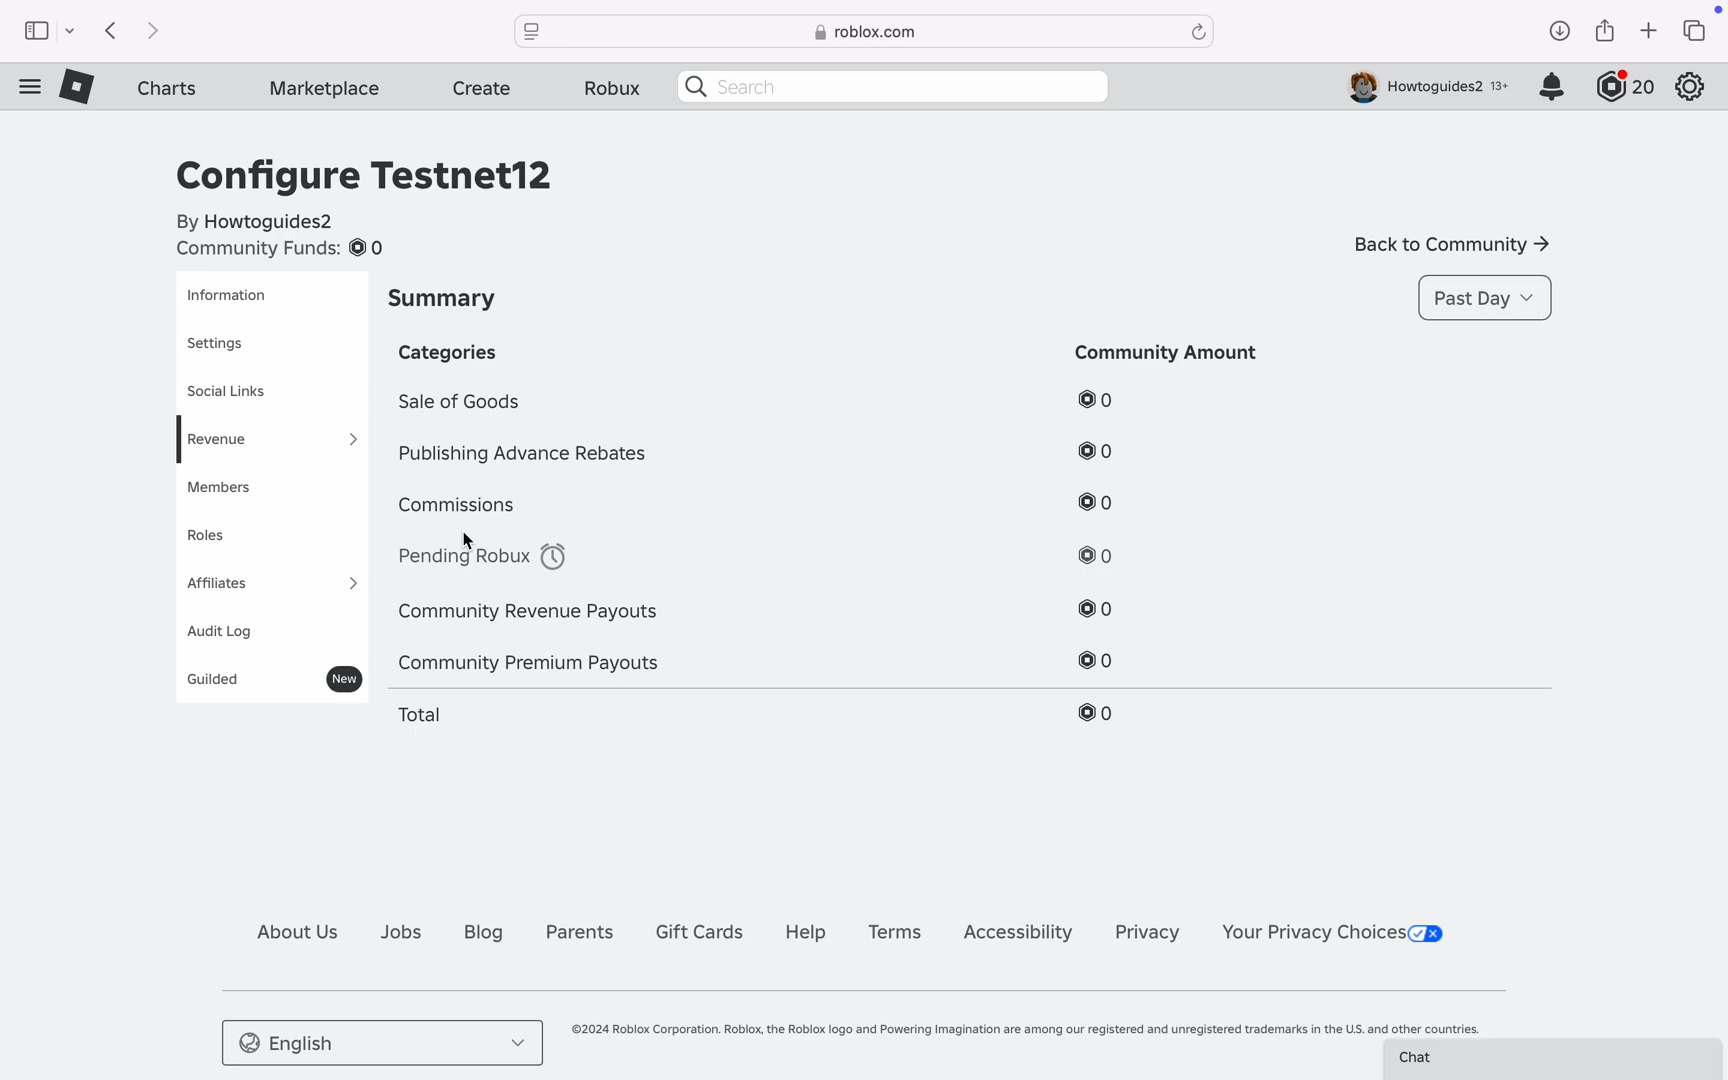 roblox.com
Charts
Marketplace
Create
Robux
Search
Howtoguides2 13+
20
Configure Testnet12
By Howtoguides2
Community Funds: 0
Back to Community →
Information
Settings
Social Links
Revenue
Members
Roles
Affiliates
Audit Log
Guilded New
Summary
Past Day
Categories Community Amount
Sale of Goods 0
Publishing Advance Rebates 0
Commissions 0
Pending Robux 0
Community Revenue Payouts 0
Community Premium Payouts 0
Total 0
About Us Jobs Blog Parents Gift Cards Help Terms Accessibility Privacy Your Privacy Choices
English
©2024 Roblox Corporation. Roblox, the Roblox logo and Powering Imagination are among our registered and unregistered trademarks in the U.S. and other countries.
Chat